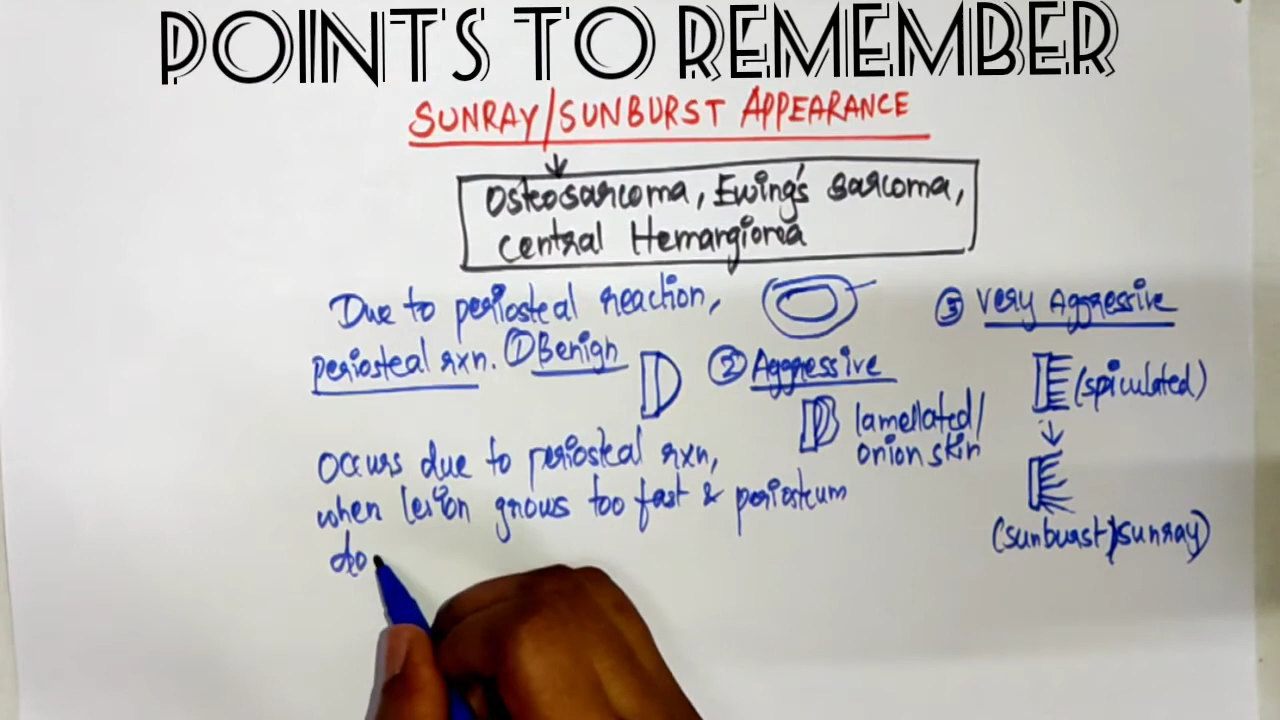 POINTS TO REMEMBER
SUNRAY/SUNBURST APPEARANCE
Osteosarcoma, Ewing's sarcoma,
central Hemangioma
Due to periosteal reaction,
periosteal rxn. ① Benign
② Aggressive
lamellated/
onion skin
③ Very Aggressive
(spiculated)
(sunburst/sunray)
Occurs due to periosteal rxn,
when lesion grows too fast & periosteum
do